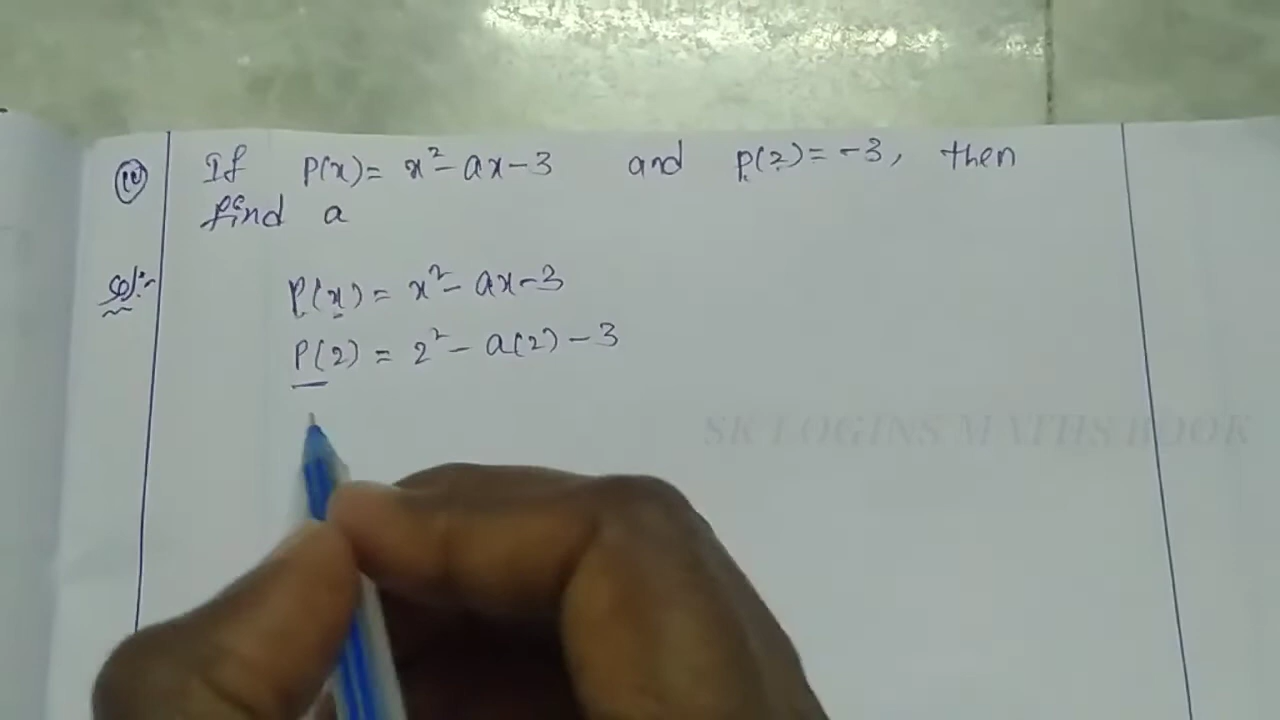 (10) If P(x) = x² - ax - 3 and P(2) = -3, then
find a
Sol:-
P(x) = x² - ax - 3
P(2) = 2² - a(2) - 3
SK LOGINS MATHS BOOK